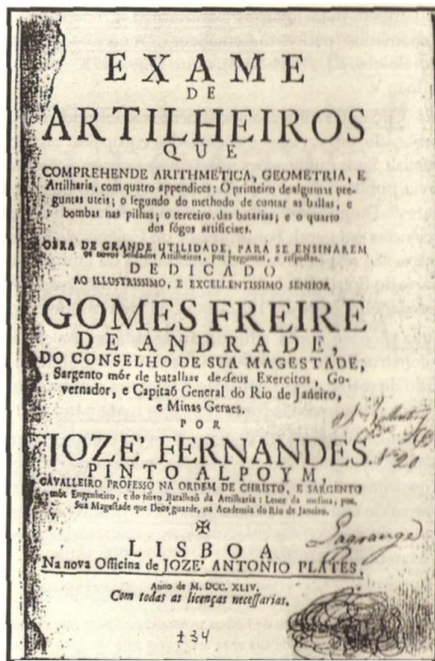 EXAME
DE
ARTILHEIROS
QUE
COMPREHENDE ARITHMETICA, GEOMETRIA, E
Artilharia, com quatro appendices: O primeiro de algumas pre-
guntas uteis; o segundo do methodo de contar as ballas, e
bombas nas pilhas; o terceiro das batarias; e o quarto
dos fógos artificiaes.
OBRA DE GRANDE UTILIDADE, PARA SE ENSINAREM
os novos Soldados Artilheiros, por perguntas, e respostas.
DEDICADO
AO ILLUSTRISSIMO, E EXCELLENTISSIMO SENHOR
GOMES FREIRE
DE ANDRADE,
DO CONSELHO DE SUA MAGESTADE,
Sargento mór de batalhas de seus Exercitos, Go-
vernador, e Capitaõ General do Rio de Janeiro,
e Minas Geraes.
POR
JOZE' FERNANDES
PINTO ALPOYM,
CAVALLEIRO PROFESSO NA ORDEM DE CHRISTO, E SARGENTO
mór Engenheiro, e do nóvo Batalhaõ da Artilharia: Lente da mesma, por
Sua Magestade que Deos guarde, na Academia do Rio de Janeiro.
LISBOA
Na nova Officina de JOZE' ANTONIO PLATES,
Anno de M. DCC. XLIV.
Com todas as licenças necessarias.
Nº 20
Lagrange
134